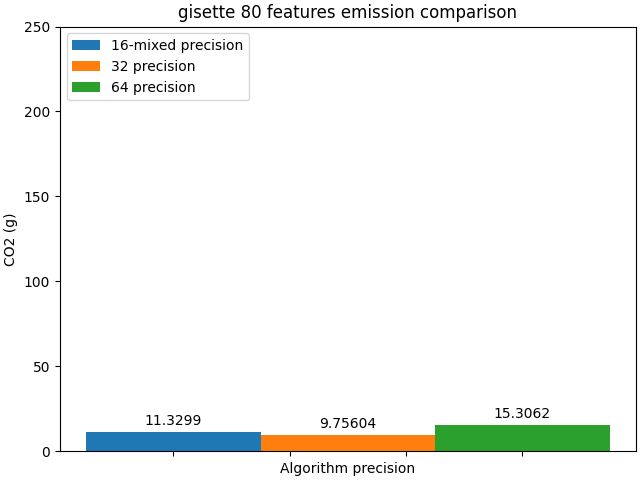 gisette 80 features emission comparison
250
200
150
100
50
0
CO2 (g)
16-mixed precision
32 precision
64 precision
11.3299
9.75604
15.3062
Algorithm precision